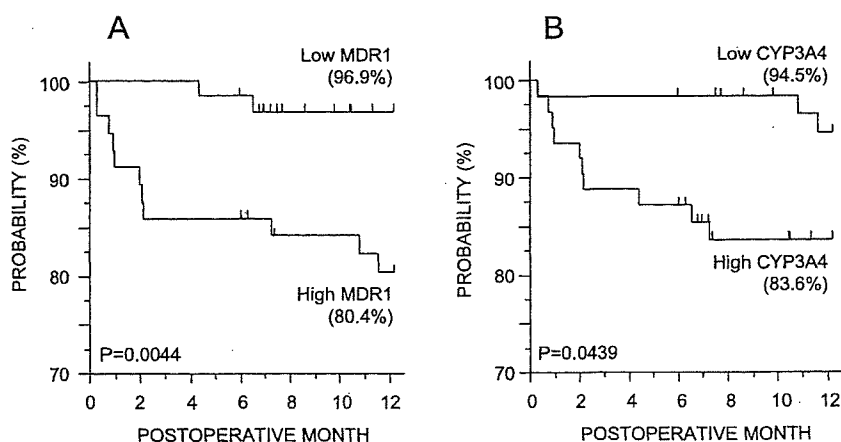 A
Low MDR1
(96.9%)
100
90
80
70
PROBABILITY (%)
High MDR1
(80.4%)
P=0.0044
0 2 4 6 8 10 12
POSTOPERATIVE MONTH
B
Low CYP3A4
(94.5%)
100
90
80
70
PROBABILITY (%)
High CYP3A4
(83.6%)
P=0.0439
0 2 4 6 8 10 12
POSTOPERATIVE MONTH